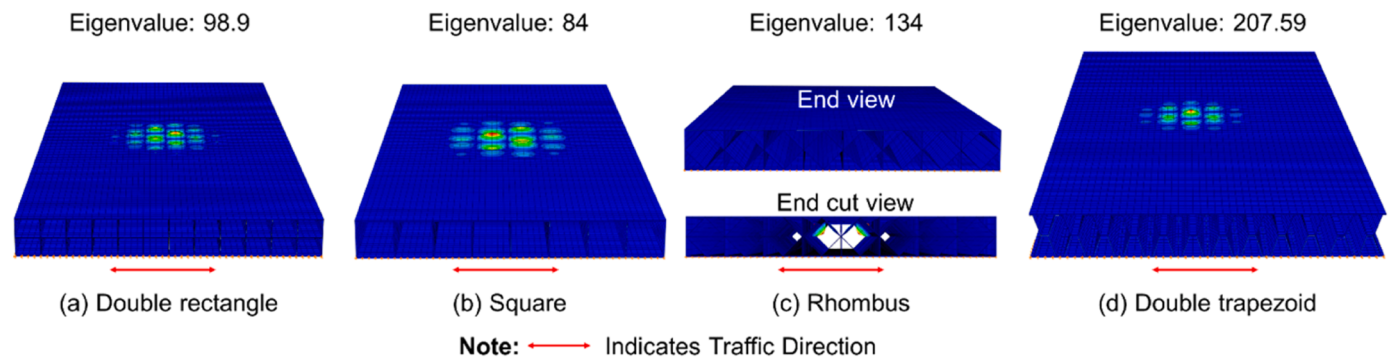 Eigenvalue: 98.9
Eigenvalue: 84
Eigenvalue: 134
Eigenvalue: 207.59
End view
End cut view
(a) Double rectangle
(b) Square
(c) Rhombus
(d) Double trapezoid
Note: Indicates Traffic Direction